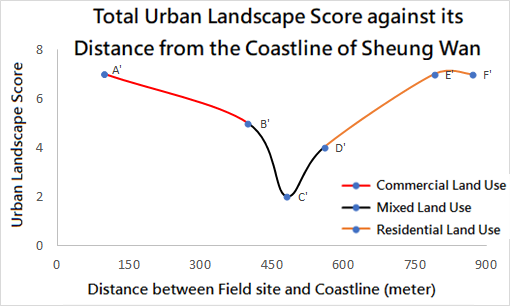 Total Urban Landscape Score against its
Distance from the Coastline of Sheung Wan
Urban Landscape Score
8
6
4
2
0
A'
B'
C'
D'
E'
F'
Commercial Land Use
Mixed Land Use
Residential Land Use
0 150 300 450 600 750 900
Distance between Field site and Coastline (meter)